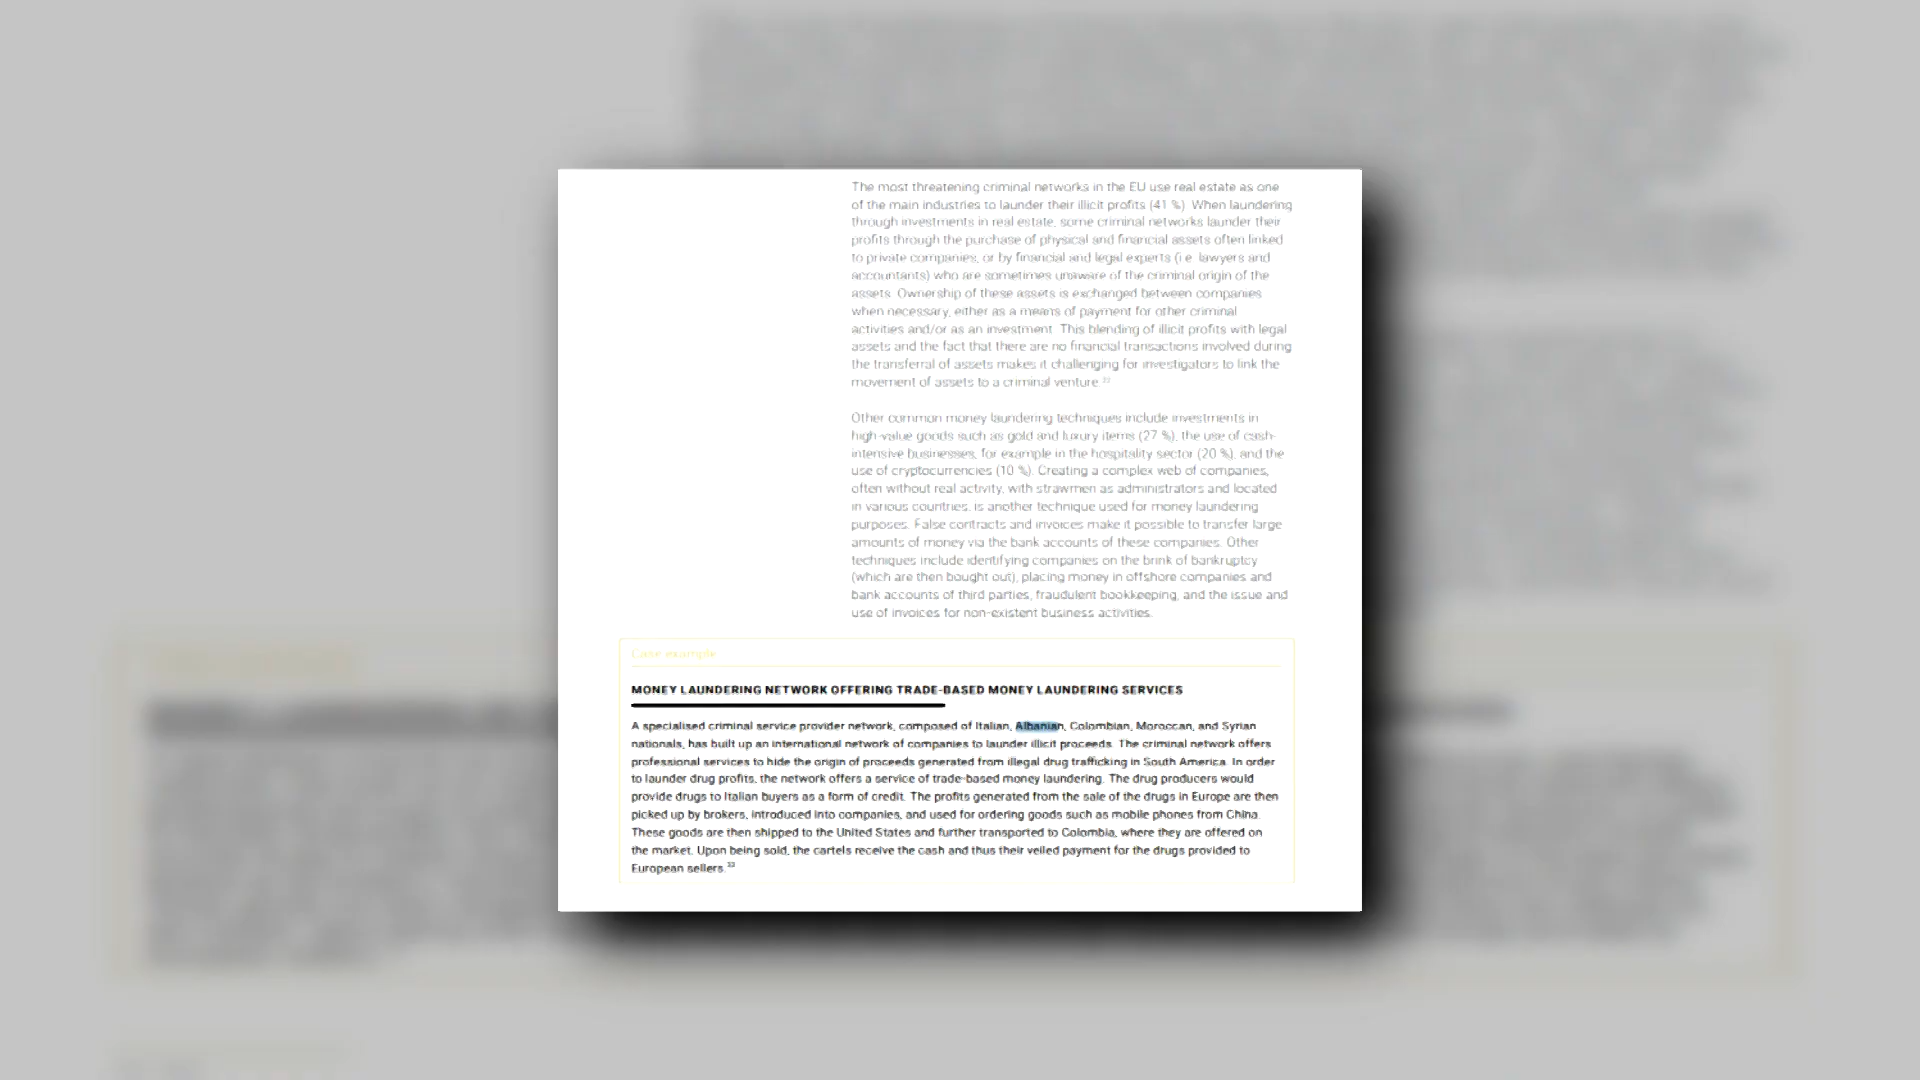 The most threatening criminal networks in the EU use real estate as one
of the main industries to launder their illicit profits (41 %). When laundering
through investments in real estate, some criminal networks launder their
profits through the purchase of physical and financial assets often linked
to private companies, or by financial and legal experts (i.e. lawyers and
accountants) who are sometimes unaware of the criminal origin of the
assets. Ownership of these assets is exchanged between companies
when necessary, either as a means of payment for other criminal
activities and/or as an investment. This blending of illicit profits with legal
assets and the fact that there are no financial transactions involved during
the transferral of assets makes it challenging for investigators to link the
movement of assets to a criminal venture.
Other common money laundering techniques include investments in
high-value goods such as gold and luxury items (27 %), the use of cash-
intensive businesses, for example in the hospitality sector (20 %), and the
use of cryptocurrencies (10 %). Creating a complex web of companies,
often without real activity, with strawmen as administrators and located
in various countries, is another technique used for money laundering
purposes. False contracts and invoices make it possible to transfer large
amounts of money via the bank accounts of these companies. Other
techniques include identifying companies on the brink of bankruptcy
(which are then bought out), placing money in offshore companies and
bank accounts of third parties, fraudulent bookkeeping, and the issue and
use of invoices for non-existent business activities.
Case example
MONEY LAUNDERING NETWORK OFFERING TRADE-BASED MONEY LAUNDERING SERVICES
A specialised criminal service provider network, composed of Italian, Albanian, Colombian, Moroccan, and Syrian
nationals, has built up an international network of companies to launder illicit proceeds. The criminal network offers
professional services to hide the origin of proceeds generated from illegal drug trafficking in South America. In order
to launder drug profits, the network offers a service of trade-based money laundering. The drug producers would
provide drugs to Italian buyers as a form of credit. The profits generated from the sale of the drugs in Europe are then
picked up by brokers, introduced into companies, and used for ordering goods such as mobile phones from China.
These goods are then shipped to the United States and further transported to Colombia, where they are offered on
the market. Upon being sold, the cartels receive the cash and thus their veiled payment for the drugs provided to
European sellers.